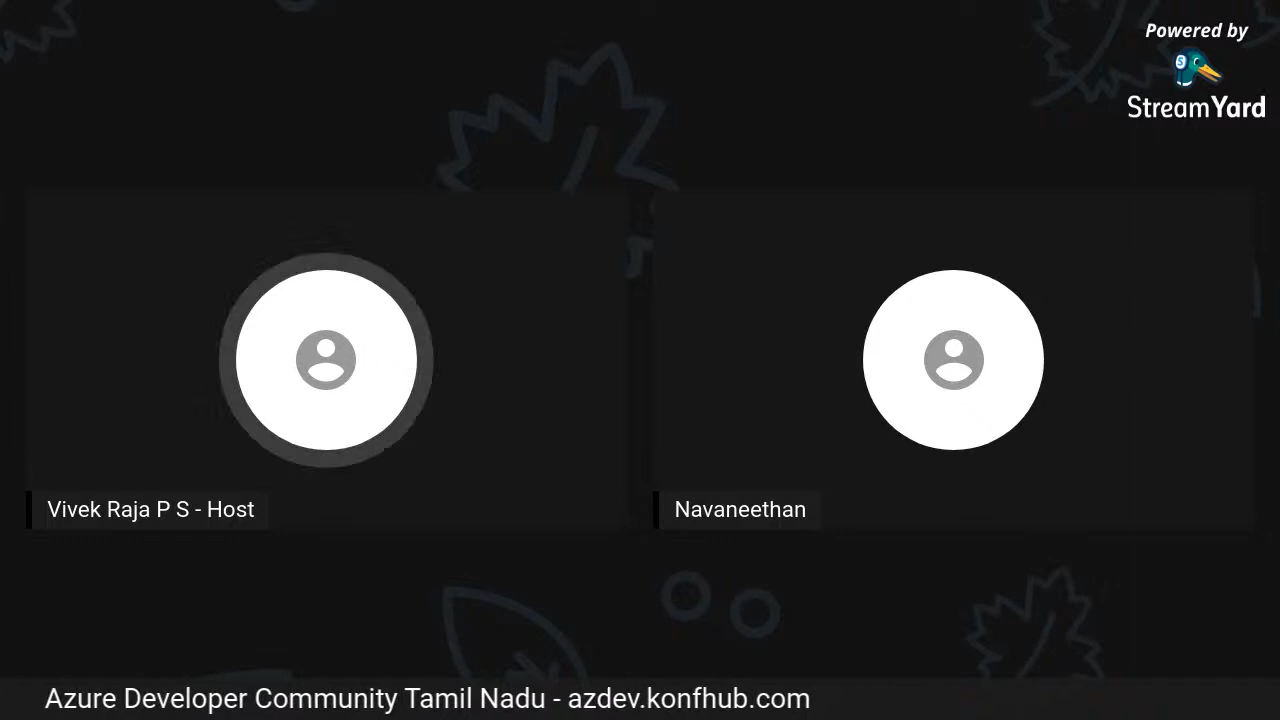 Powered by
StreamYard
Vivek Raja P S - Host
Navaneethan
Azure Developer Community Tamil Nadu - azdev.konfhub.com